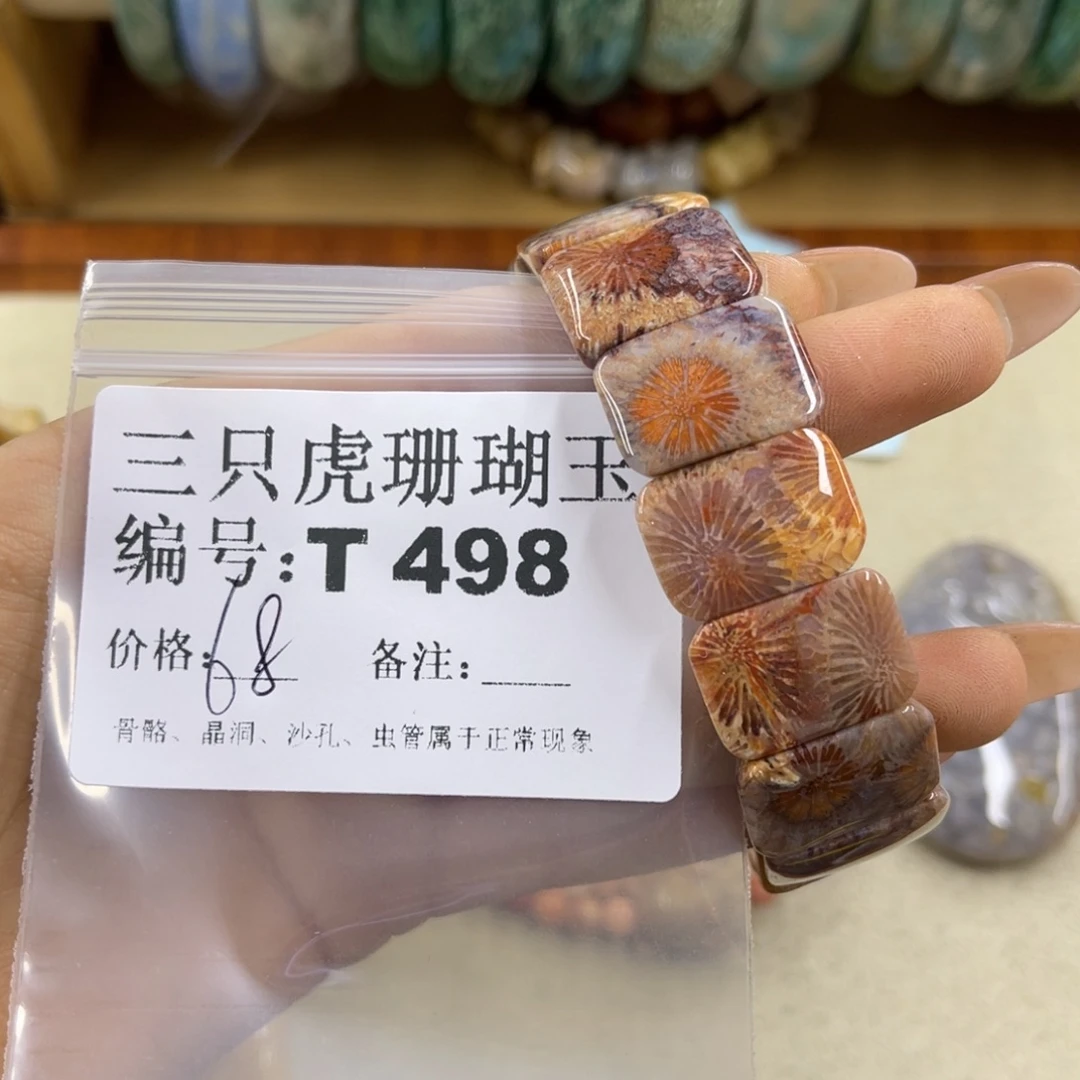 三只虎珊瑚玉
编号:T 498
价格:68 备注:____
骨骼、晶洞、沙孔、虫管属于正常现象